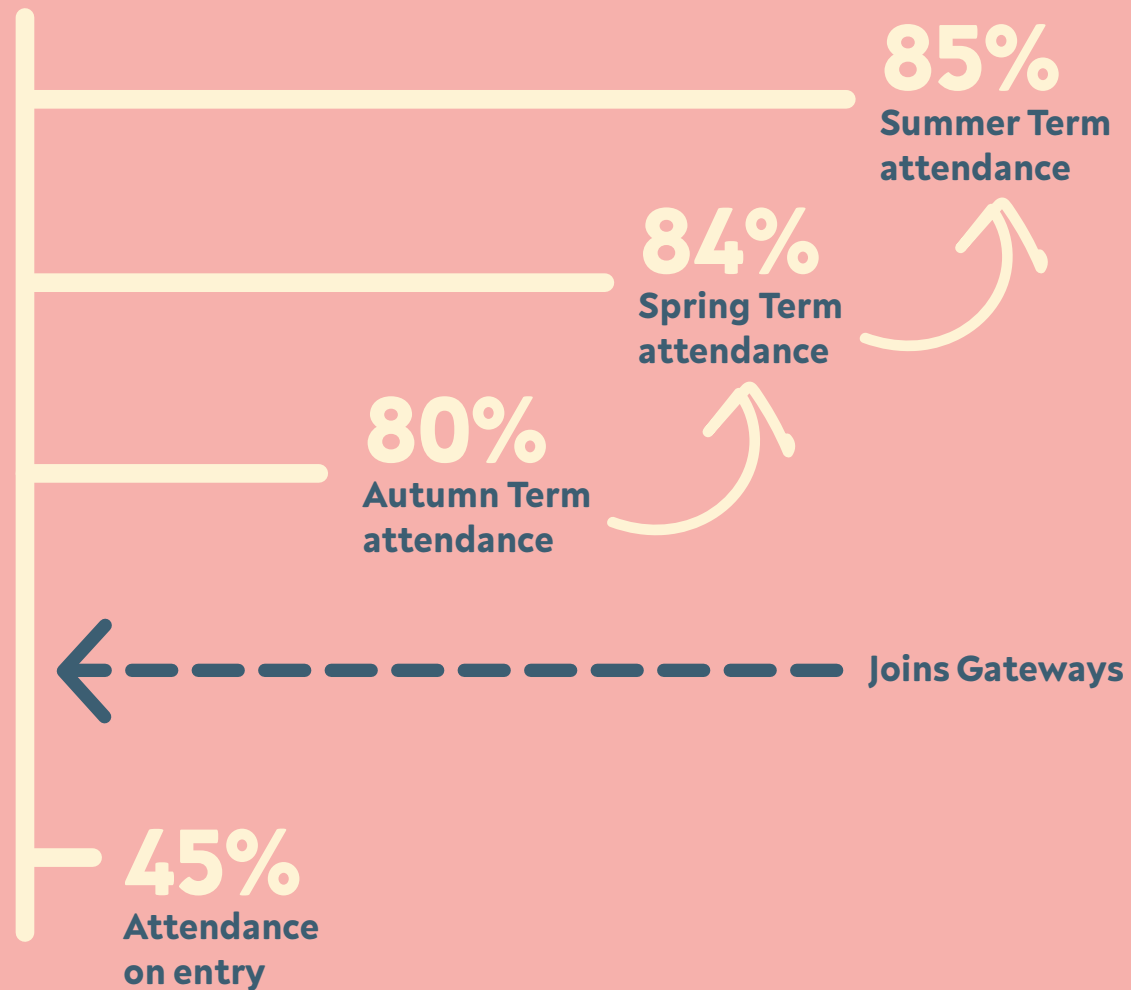 85%
Summer Term
attendance
84%
Spring Term
attendance
80%
Autumn Term
attendance
Joins Gateways
45%
Attendance
on entry